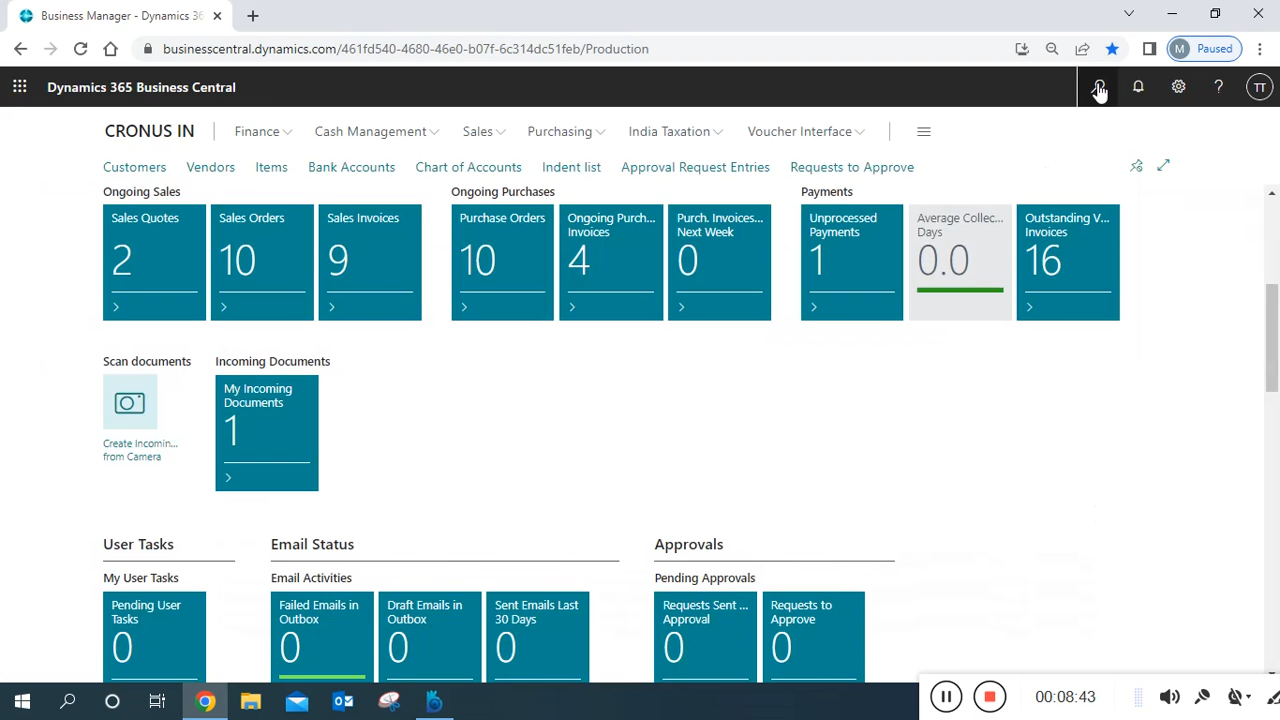 Business Manager - Dynamics 36
businesscentral.dynamics.com/461fd540-4680-46e0-b07f-6c314dc51feb/Production
M Paused
Dynamics 365 Business Central
? TT
CRONUS IN Finance Cash Management Sales Purchasing India Taxation Voucher Interface
Customers Vendors Items Bank Accounts Chart of Accounts Indent list Approval Request Entries Requests to Approve
Ongoing Sales Ongoing Purchases Payments
Sales Quotes
2
Sales Orders
10
Sales Invoices
9
Purchase Orders
10
Ongoing Purch...
Invoices
4
Purch. Invoices...
Next Week
0
Unprocessed
Payments
1
Average Collec...
Days
0.0
Outstanding V...
Invoices
16
Scan documents
Create Incomin...
from Camera
Incoming Documents
My Incoming
Documents
1
User Tasks
My User Tasks
Pending User
Tasks
0
Email Status
Email Activities
Failed Emails in
Outbox
0
Draft Emails in
Outbox
0
Sent Emails Last
30 Days
0
Approvals
Pending Approvals
Requests Sent ...
Approval
0
Requests to
Approve
0
00:08:43